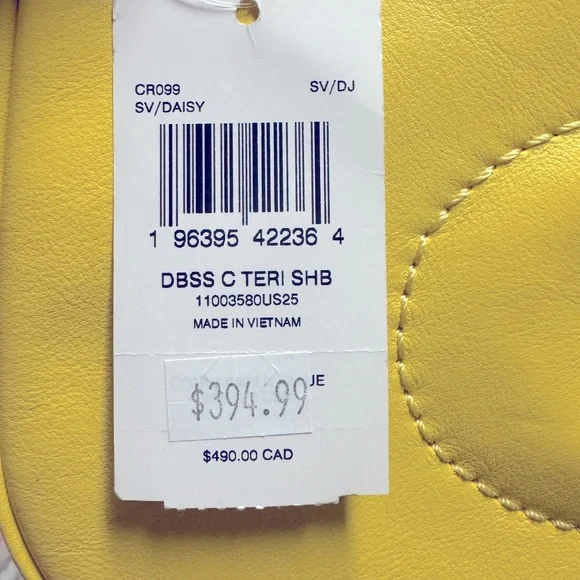 CR099 SV/DJ
SV/DAISY
1 96395 42236 4
DBSS C TERI SHB
11003580US25
MADE IN VIETNAM
UE
$394.99
$490.00 CAD